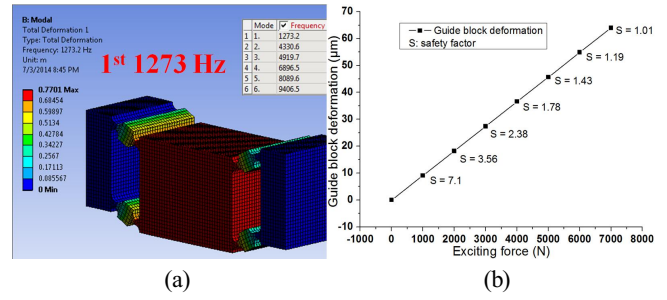 B: Modal
Total Deformation 1
Type: Total Deformation
Frequency: 1273.2 Hz
Unit: m
7/3/2014 8:45 PM
1st 1273 Hz
Mode Frequency
1 1. 1273.2
2 2. 4330.6
3 3. 4919.7
4 4. 6896.5
5 5. 8089.6
6 6. 9406.5
0.7701 Max
0.68454
0.59897
0.5134
0.42784
0.34227
0.2567
0.17113
0.085567
0 Min
(a)
Guide block deformation (μm)
70
60
50
40
30
20
10
0
-10
Guide block deformation
S: safety factor
S = 1.01
S = 1.19
S = 1.43
S = 1.78
S = 2.38
S = 3.56
S = 7.1
-1000 0 1000 2000 3000 4000 5000 6000 7000 8000
Exciting force (N)
(b)